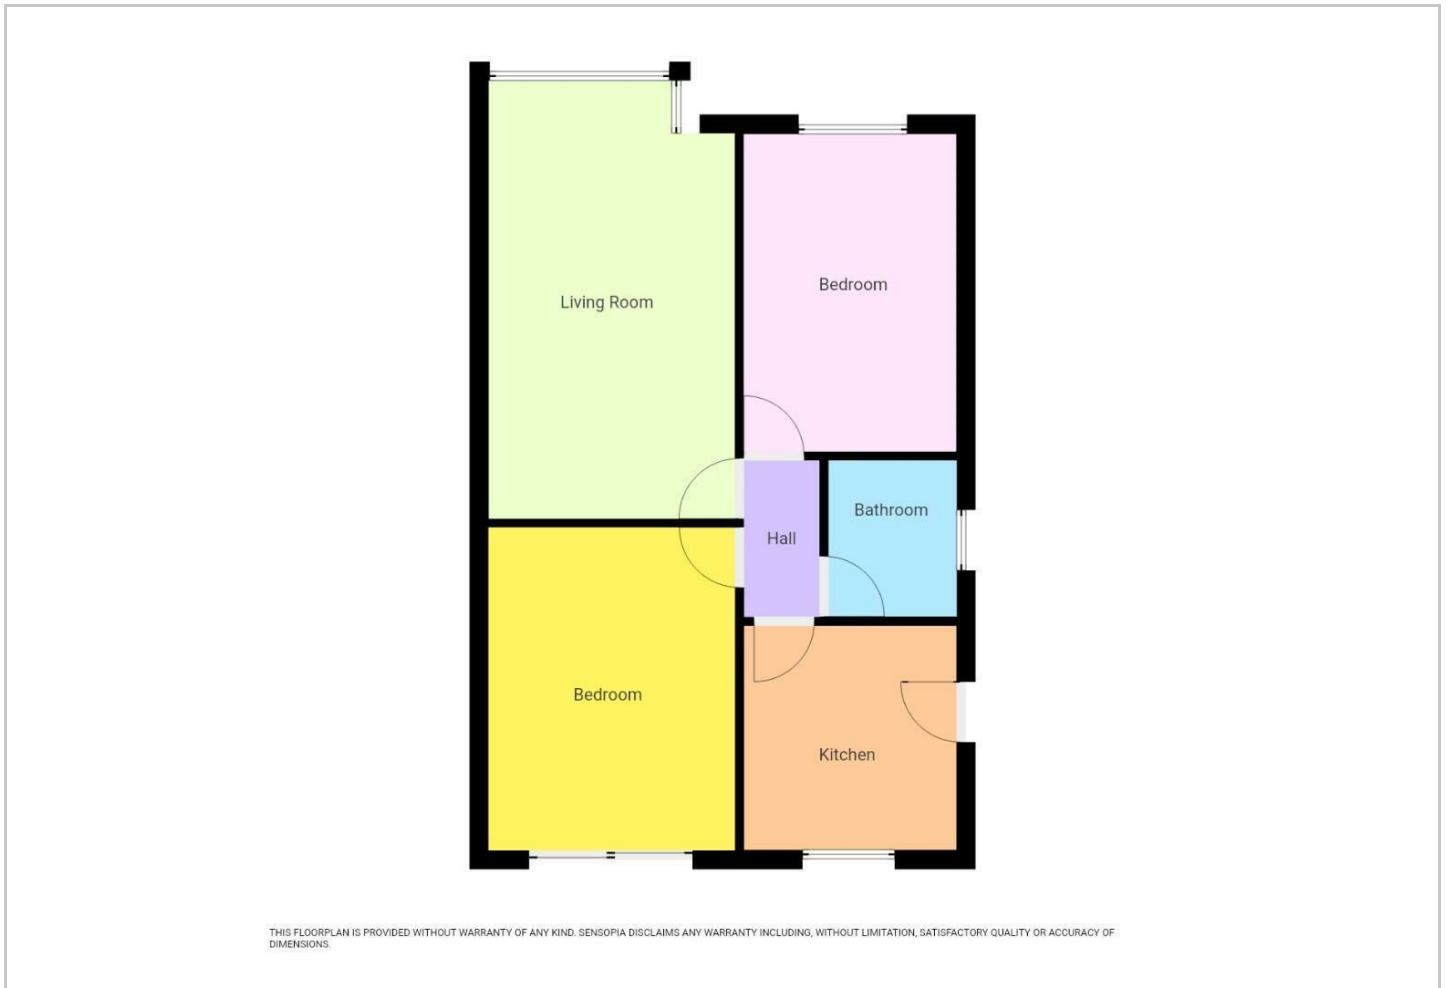 Living Room
Bedroom
Bathroom
Hall
Bedroom
Kitchen
THIS FLOORPLAN IS PROVIDED WITHOUT WARRANTY OF ANY KIND. SENSOPIA DISCLAIMS ANY WARRANTY INCLUDING, WITHOUT LIMITATION, SATISFACTORY QUALITY OR ACCURACY OF
DIMENSIONS.